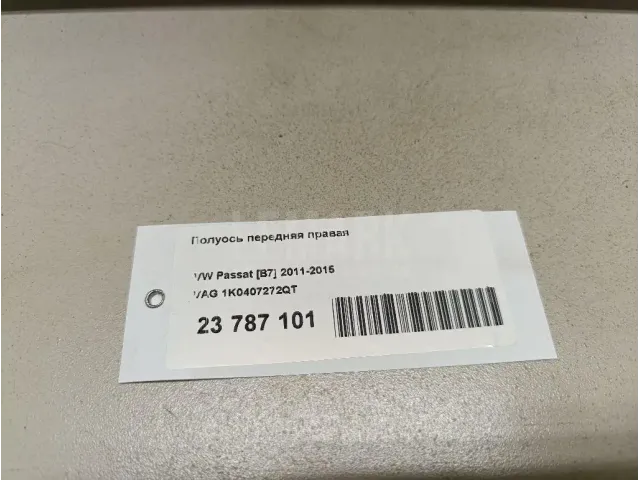 Полуось передняя правая
VW Passat [B7] 2011-2015
VAG 1K0407272QT
23 787 101